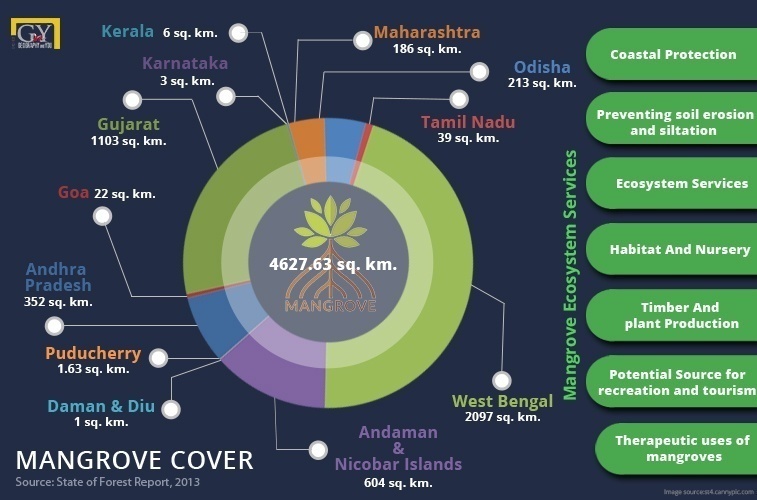 GY
GEOGRAPHY AND YOU
Kerala 6 sq. km.
Karnataka
3 sq. km.
Gujarat
1103 sq. km.
Goa 22 sq. km.
Andhra
Pradesh
352 sq. km.
Puducherry
1.63 sq. km.
Daman & Diu
1 sq. km.
Maharashtra
186 sq. km.
Odisha
213 sq. km.
Tamil Nadu
39 sq. km.
4627.63 sq. km.
MANGROVE
West Bengal
2097 sq. km.
Andaman
&
Nicobar Islands
604 sq. km.
MANGROVE COVER
Source: State of Forest Report, 2013
Mangrove Ecosystem Services
Coastal Protection
Preventing soil erosion
and siltation
Ecosystem Services
Habitat And Nursery
Timber And
plant Production
Potential Source for
recreation and tourism
Therapeutic uses of
mangroves
Image source:st4.cannypic.com